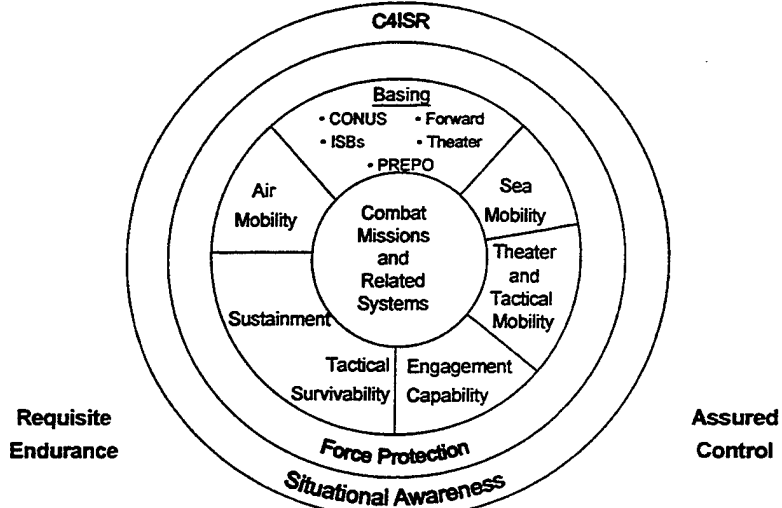 C4ISR
Basing
• CONUS • Forward
• ISBs • Theater
• PREPO
Air
Mobility
Sea
Mobility
Combat
Missions
and
Related
Systems
Theater
and
Tactical
Mobility
Sustainment
Tactical
Survivability
Engagement
Capability
Requisite
Endurance
Assured
Control
Force Protection
Situational Awareness